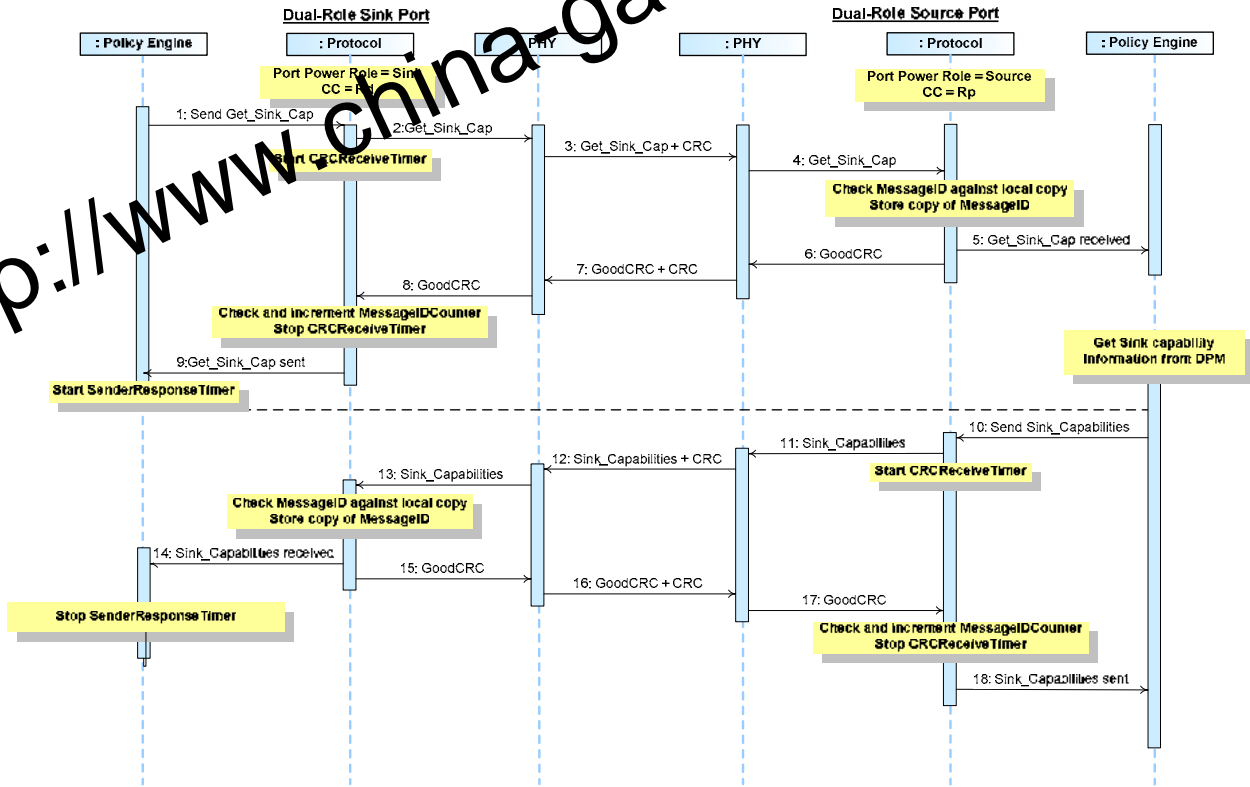 Dual-Role Sink Port
Dual-Role Source Port
: Policy Engine
: Protocol
: PHY
: PHY
: Protocol
: Policy Engine
Port Power Role = Sink
CC = Rd
Port Power Role = Source
CC = Rp
1: Send Get_Sink_Cap
2:Get_Sink_Cap
Start CRCReceiveTimer
3: Get_Sink_Cap + CRC
4: Get_Sink_Cap
Check MessageID against local copy
Store copy of MessageID
5: Get_Sink_Cap received
6: GoodCRC
7: GoodCRC + CRC
8: GoodCRC
Check and increment MessageIDCounter
Stop CRCReceiveTimer
9:Get_Sink_Cap sent
Start SenderResponseTimer
Get Sink capability
information from DPM
10: Send Sink_Capabilities
11: Sink_Capabilities
Start CRCReceiveTimer
12: Sink_Capabilities + CRC
13: Sink_Capabilities
Check MessageID against local copy
Store copy of MessageID
14: Sink_Capabilities received
15: GoodCRC
16: GoodCRC + CRC
17: GoodCRC
Stop SenderResponseTimer
Check and increment MessageIDCounter
Stop CRCReceiveTimer
18: Sink_Capabilities sent
p://www.china-ga